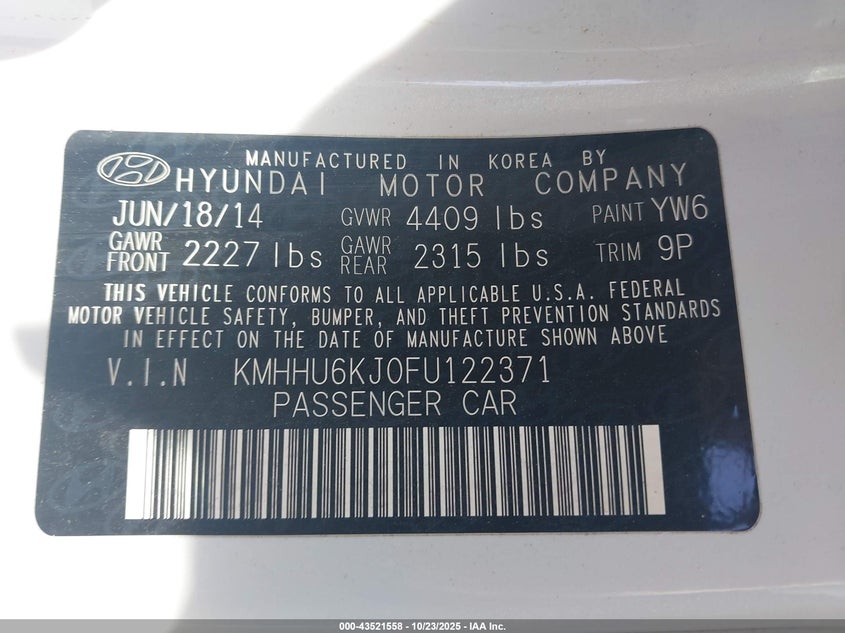 MANUFACTURED IN KOREA BY
HYUNDAI MOTOR COMPANY
JUN/18/14 GVWR 4409 lbs PAINT YW6
GAWR FRONT 2227 lbs GAWR REAR 2315 lbs TRIM 9P
THIS VEHICLE CONFORMS TO ALL APPLICABLE U.S.A. FEDERAL
MOTOR VEHICLE SAFETY, BUMPER, AND THEFT PREVENTION STANDARDS
IN EFFECT ON THE DATE OF MANUFACTURE SHOWN ABOVE
V.I.N KMHHU6KJ0FU122371
PASSENGER CAR
000-43521558 - 10/23/2025 - IAA Inc.